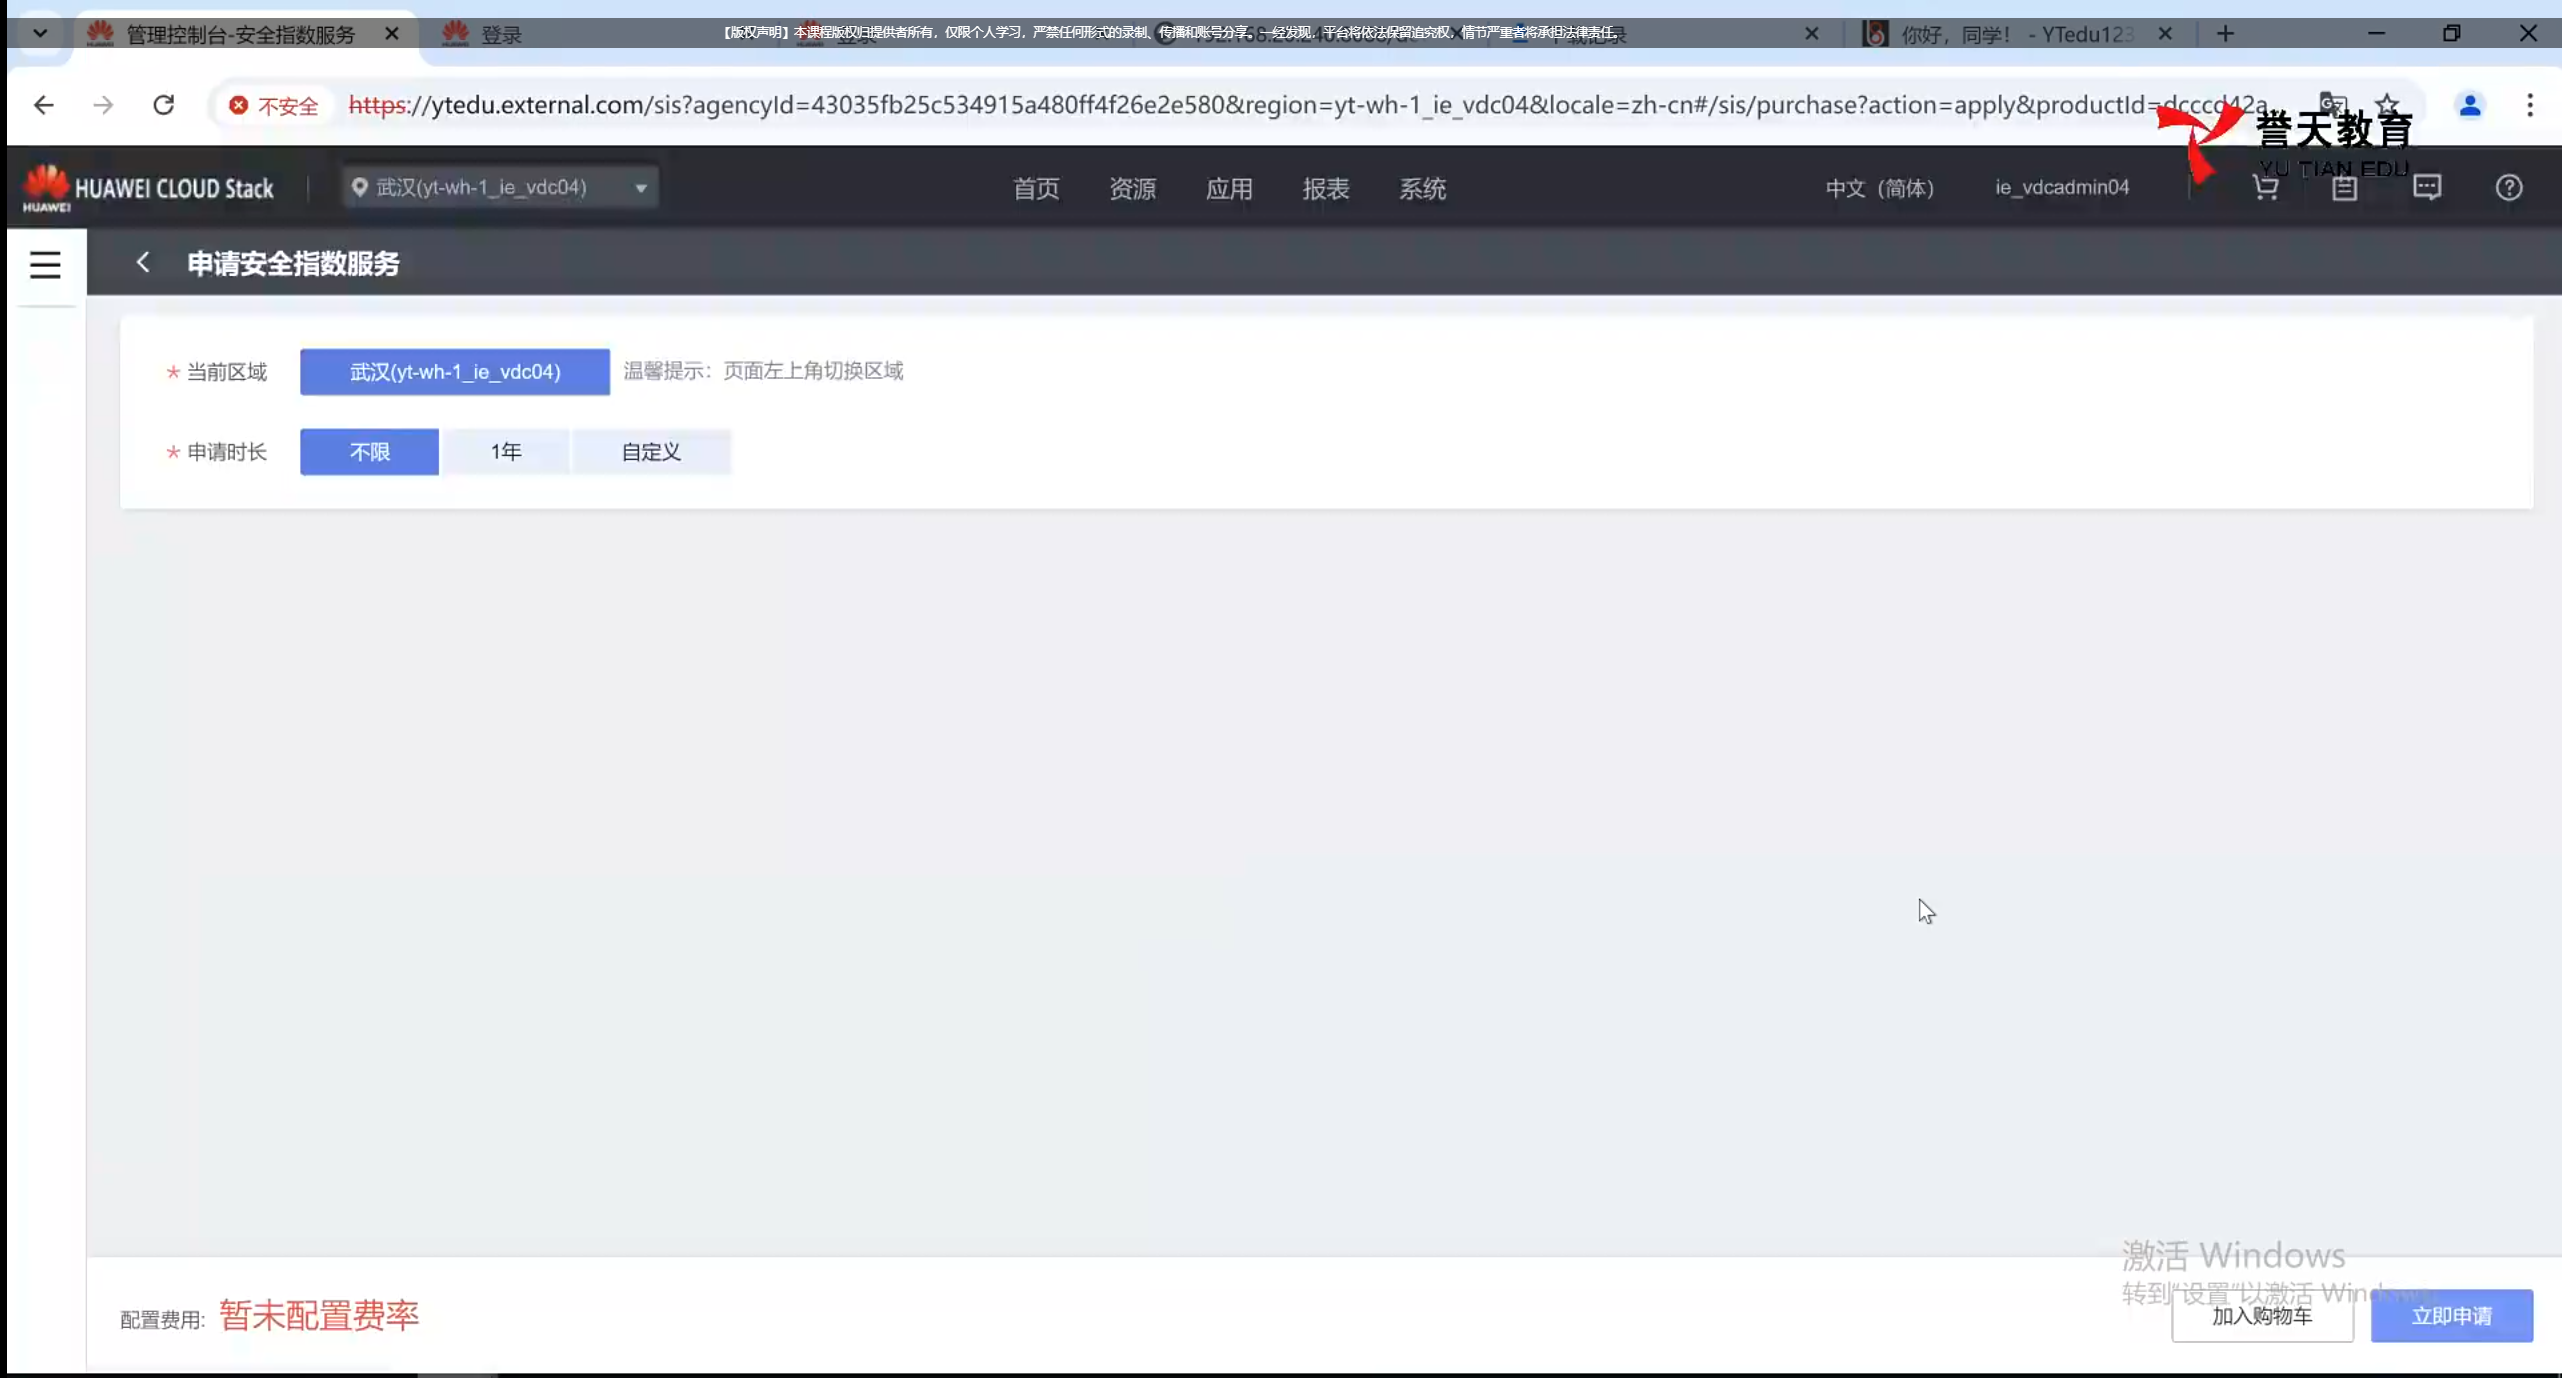 管理控制台-安全指数服务
登录
【版权声明】本课程版权归提供者所有，仅限个人学习，严禁任何形式的录制、传播和账号分享。一经发现，平台将依法保留追究权，情节严重者将承担法律责任。
你好，同学！ - YTedu123
不安全
https://ytedu.external.com/sis?agencyId=43035fb25c534915a480ff4f26e2e580&region=yt-wh-1_ie_vdc04&locale=zh-cn#/sis/purchase?action=apply&productId=dcccd42a
誉天教育
YU TIAN EDU
HUAWEI
HUAWEI CLOUD Stack
武汉(yt-wh-1_ie_vdc04)
首页
资源
应用
报表
系统
中文（简体）
ie_vdcadmin04
申请安全指数服务
* 当前区域
武汉(yt-wh-1_ie_vdc04)
温馨提示：页面左上角切换区域
* 申请时长
不限
1年
自定义
激活 Windows
转到"设置"以激活 Windows。
配置费用: 暂未配置费率
加入购物车
立即申请